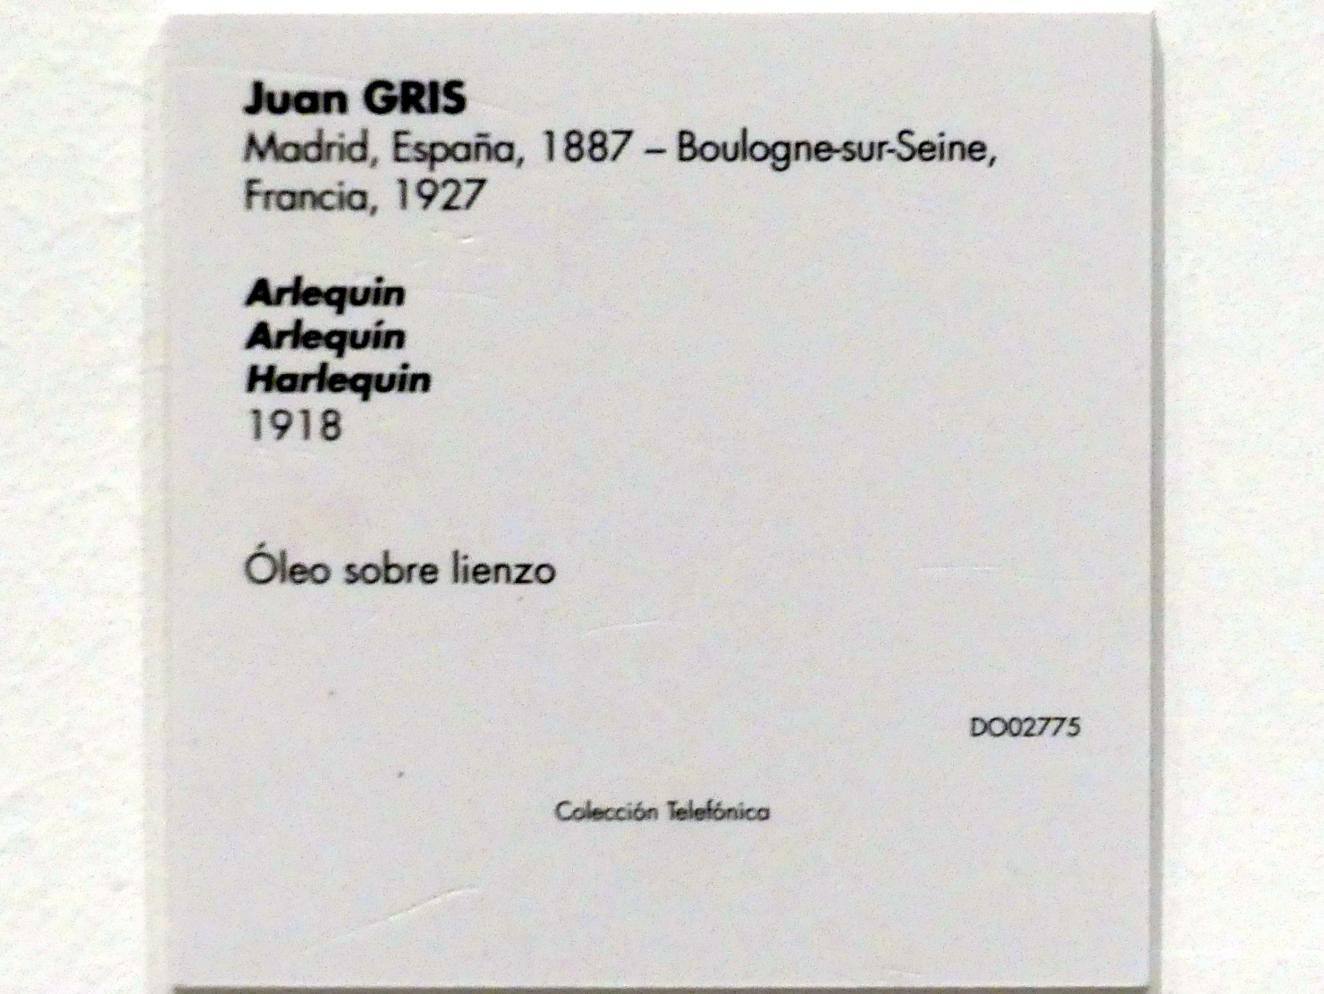 Juan GRIS
Madrid, España, 1887 – Boulogne-sur-Seine,
Francia, 1927
Arlequin
Arlequín
Harlequin
1918
Óleo sobre lienzo
DO02775
Colección Telefónica